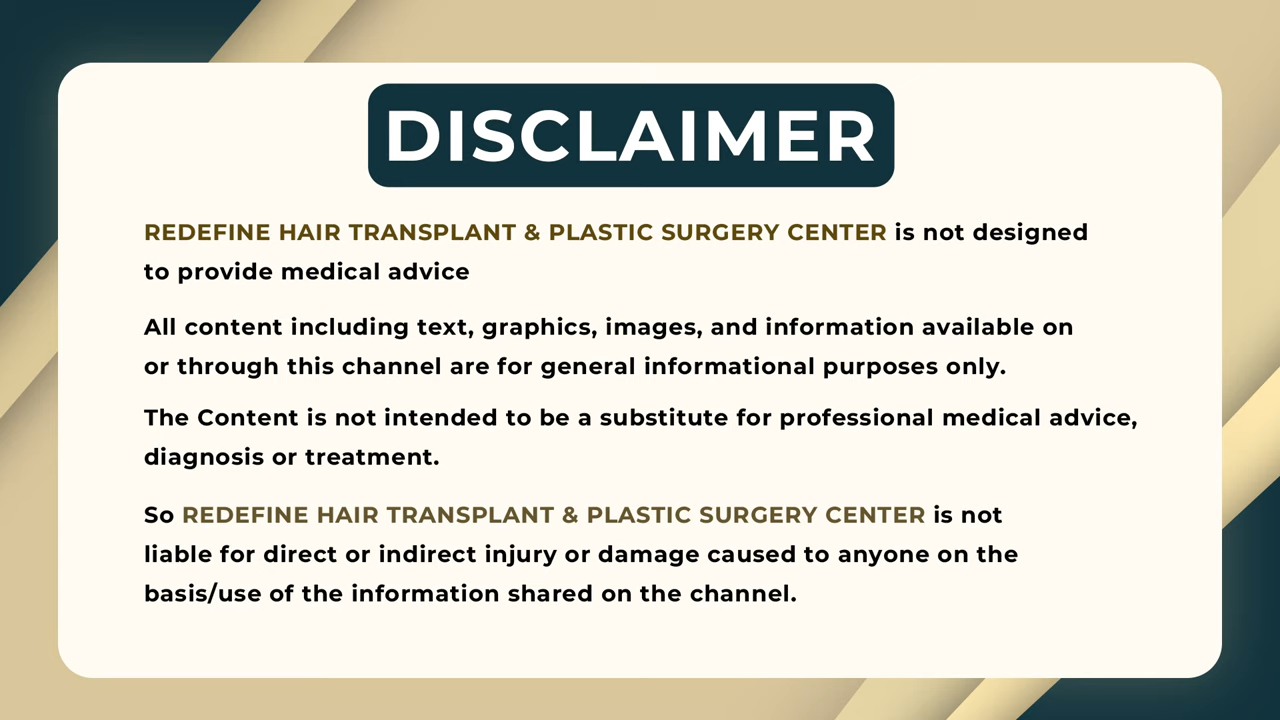 DISCLAIMER
REDEFINE HAIR TRANSPLANT & PLASTIC SURGERY CENTER is not designed
to provide medical advice
All content including text, graphics, images, and information available on
or through this channel are for general informational purposes only.
The Content is not intended to be a substitute for professional medical advice,
diagnosis or treatment.
So REDEFINE HAIR TRANSPLANT & PLASTIC SURGERY CENTER is not
liable for direct or indirect injury or damage caused to anyone on the
basis/use of the information shared on the channel.